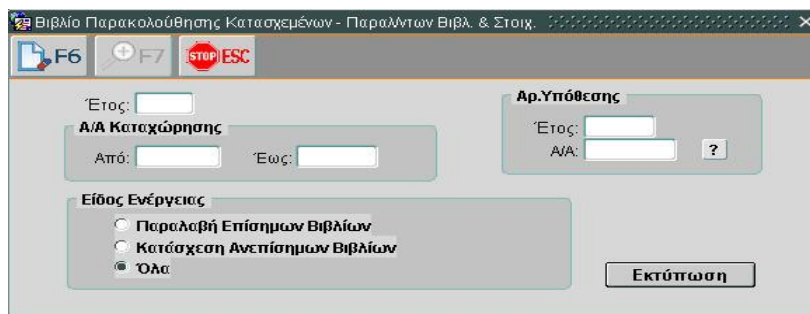 Βιβλίο Παρακολούθησης Κατασχεμένων - Παραλ/ντων Βιβλ. & Στοιχ.
F6 F7 STOP ESC
Έτος:
Α/Α Καταχώρησης
Από: Έως:
Αρ.Υπόθεσης
Έτος:
Α/Α: ?
Είδος Ενέργειας
Παραλαβή Επίσημων Βιβλίων
Κατάσχεση Ανεπίσημων Βιβλίων
Όλα
Εκτύπωση